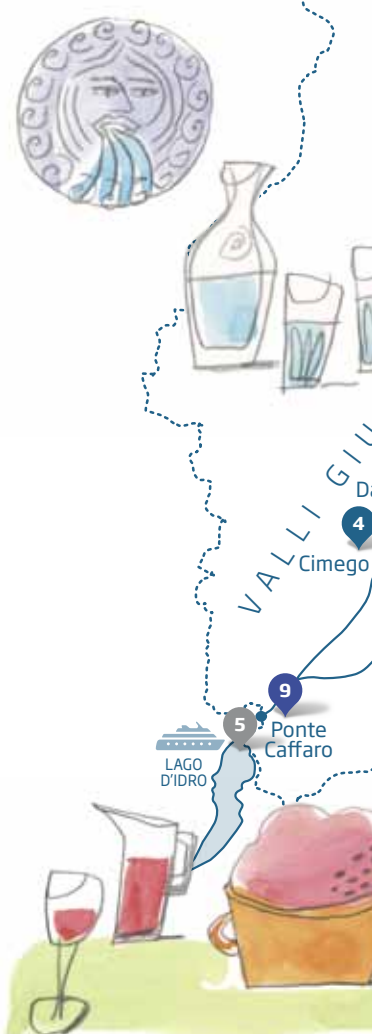 VALLI GIU
Da
4
Cimego
9
5
Ponte
Caffaro
LAGO
D'IDRO